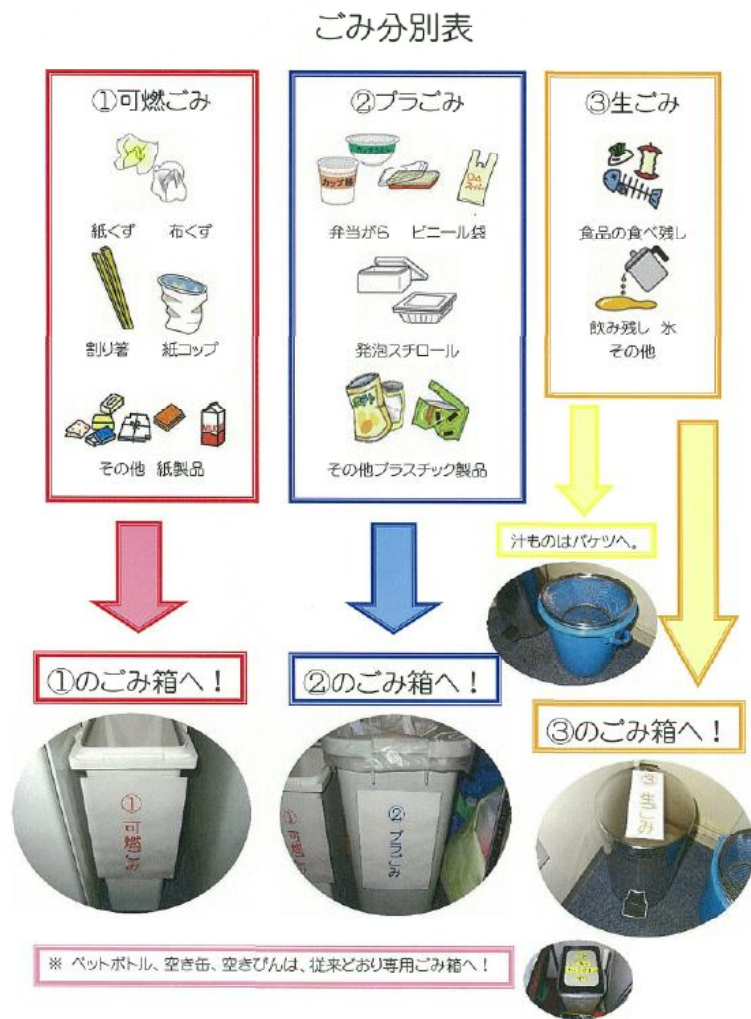 ごみ分別表
①可燃ごみ
紙くず 布くず
割り箸 紙コップ
その他 紙製品
②プラごみ
カップ麺
弁当がら ビニール袋
発泡スチロール
その他プラスチック製品
③生ごみ
食品の食べ残し
飲み残し 氷
その他
汁ものはバケツへ。
①のごみ箱へ！
②のごみ箱へ！
③のごみ箱へ！
①可燃ごみ
①可燃ごみ
②プラごみ
③生ごみ
※ ペットボトル、空き缶、空きびんは、従来どおり専用ごみ箱へ！